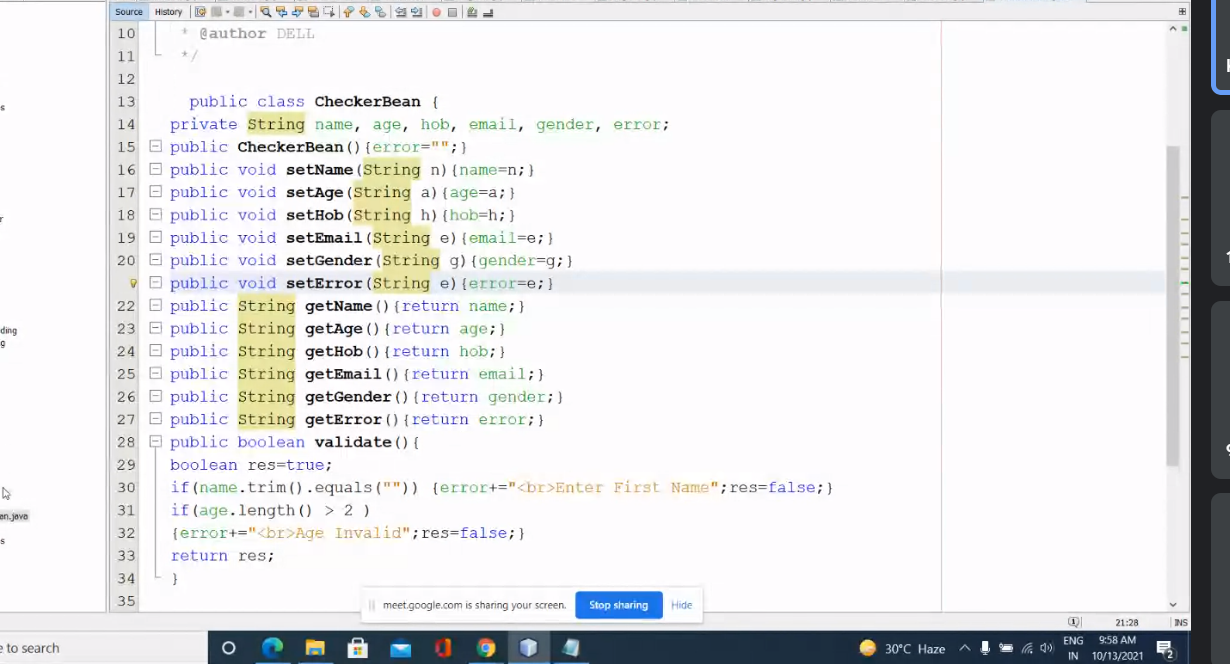 Source History
10 * @author DELL
11 */
12
13 public class CheckerBean {
14 private String name, age, hob, email, gender, error;
15 public CheckerBean(){error="";}
16 public void setName(String n){name=n;}
17 public void setAge(String a){age=a;}
18 public void setHob(String h){hob=h;}
19 public void setEmail(String e){email=e;}
20 public void setGender(String g){gender=g;}
public void setError(String e){error=e;}
22 public String getName(){return name;}
23 public String getAge(){return age;}
24 public String getHob(){return hob;}
25 public String getEmail(){return email;}
26 public String getGender(){return gender;}
27 public String getError(){return error;}
28 public boolean validate(){
29 boolean res=true;
30 if(name.trim().equals("")) {error+="<br>Enter First Name";res=false;}
31 if(age.length() > 2 )
32 {error+="<br>Age Invalid";res=false;}
33 return res;
34 }
35
s
r
ding
g
an.java
s
meet.google.com is sharing your screen. Stop sharing Hide
21:28 INS
e to search
30°C Haze
ENG
IN
9:58 AM
10/13/2021
2